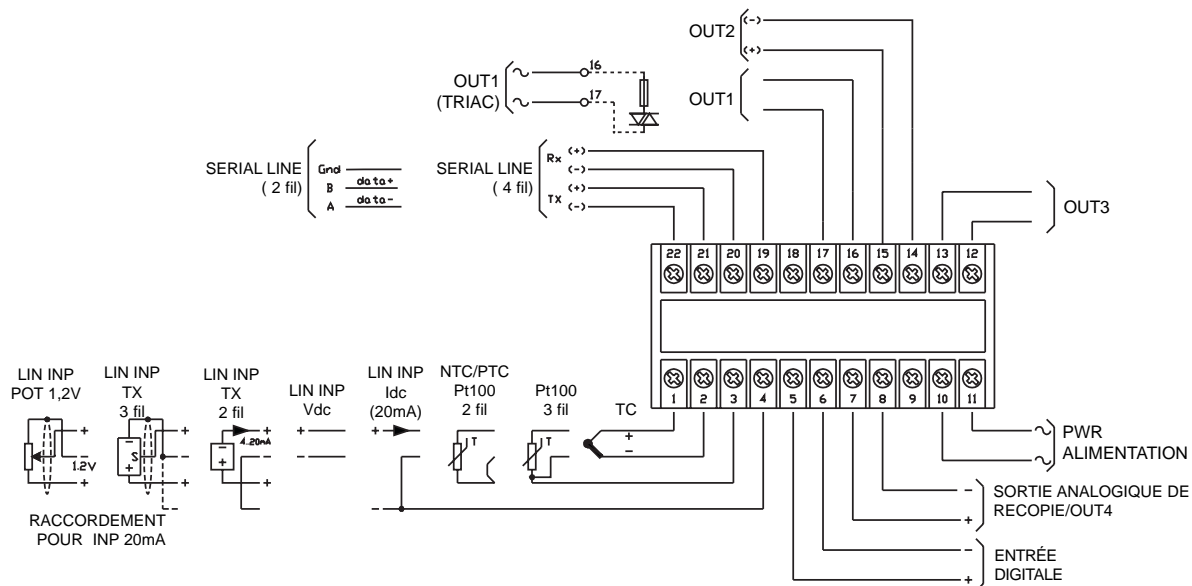 OUT2
(-)
(+)
OUT1
(TRIAC)
16
17
OUT1
SERIAL LINE
( 2 fil)
Gnd
B data+
A data-
SERIAL LINE
( 4 fil)
Rx (+)
(-)
(+)
TX (-)
OUT3
22 21 20 19 18 17 16 15 14 13 12
1 2 3 4 5 6 7 8 9 10 11
LIN INP
POT 1,2V
+
-
1.2V
+
LIN INP
TX
3 fil
-
S
+
+
-
+
-
LIN INP
TX
2 fil
4..20mA
-
+
+
-
+
-
LIN INP
Vdc
+ +
- -
LIN INP
Idc
(20mA)
+
-
NTC/PTC
Pt100
2 fil
T
Pt100
3 fil
T
TC
+
-
RACCORDEMENT
POUR INP 20mA
PWR
ALIMENTATION
-
+
SORTIE ANALOGIQUE DE
RECOPIE/OUT4
-
+
ENTRÉE
DIGITALE